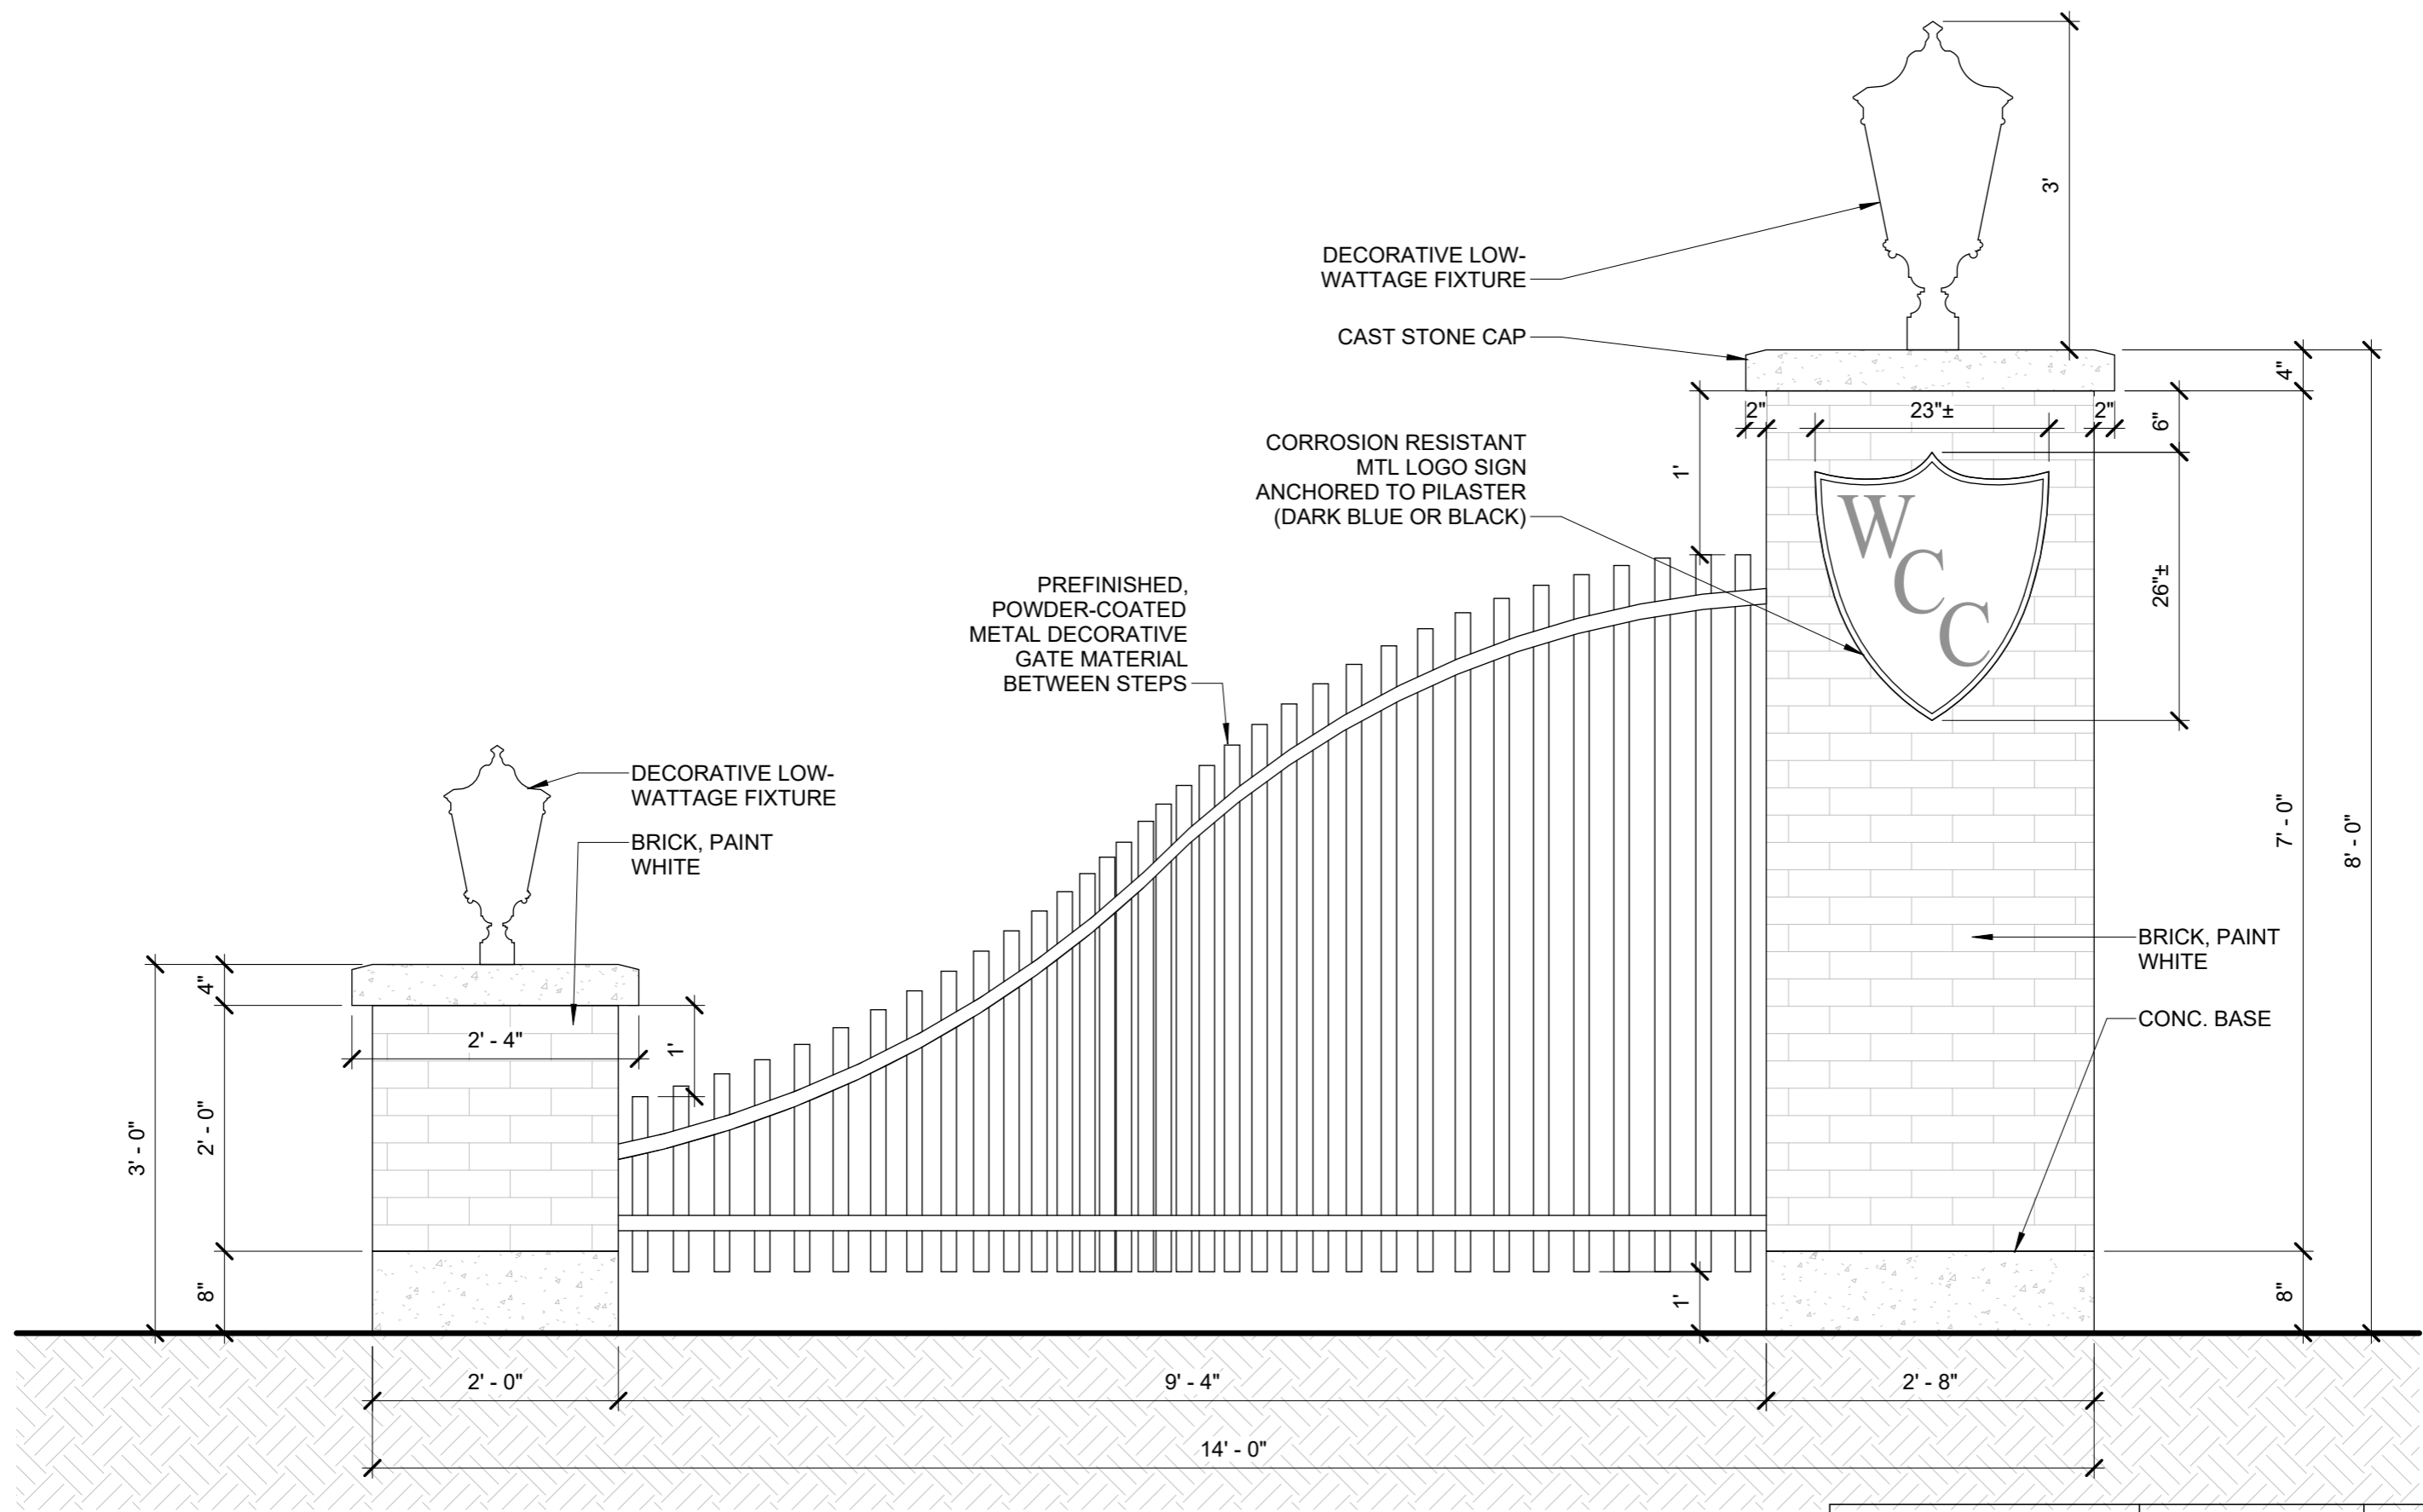 3'
DECORATIVE LOW-
WATTAGE FIXTURE
CAST STONE CAP
4"
2"
23"±
2"
6"
CORROSION RESISTANT
MTL LOGO SIGN
ANCHORED TO PILASTER
(DARK BLUE OR BLACK)
1'
W
C
C
26"±
PREFINISHED,
POWDER-COATED
METAL DECORATIVE
GATE MATERIAL
BETWEEN STEPS
DECORATIVE LOW-
WATTAGE FIXTURE
BRICK, PAINT
WHITE
7' - 0"
8' - 0"
BRICK, PAINT
WHITE
CONC. BASE
4"
2' - 4"
1'
3' - 0"
2' - 0"
8"
1'
8"
2' - 0"
9' - 4"
2' - 8"
14' - 0"